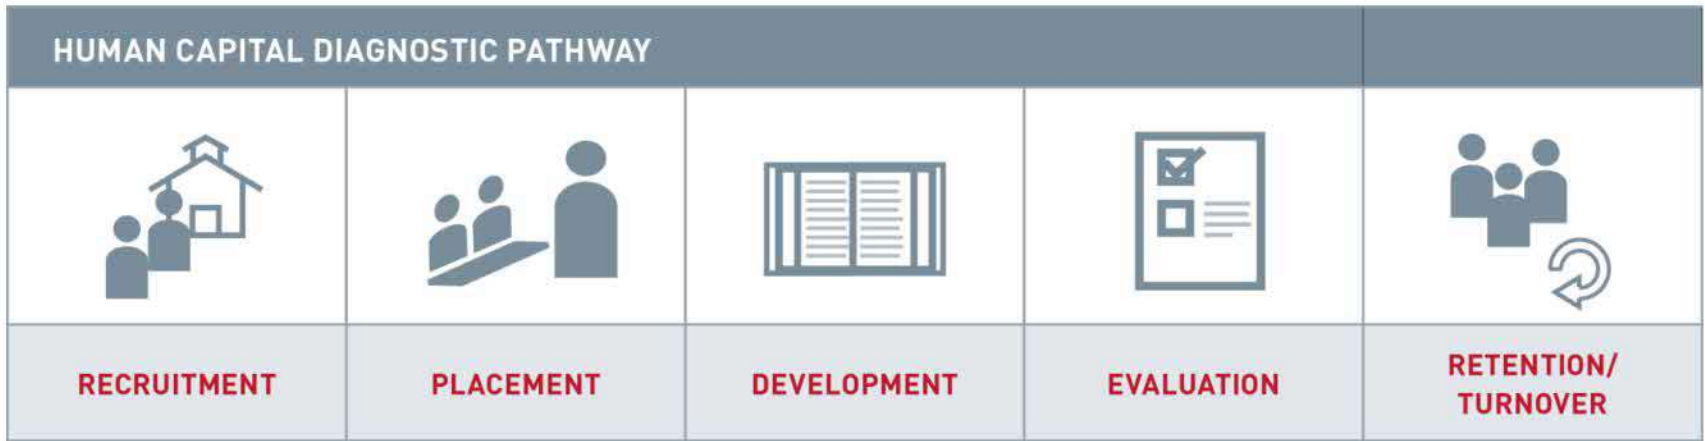 HUMAN CAPITAL DIAGNOSTIC PATHWAY
RECRUITMENT
PLACEMENT
DEVELOPMENT
EVALUATION
RETENTION/
TURNOVER